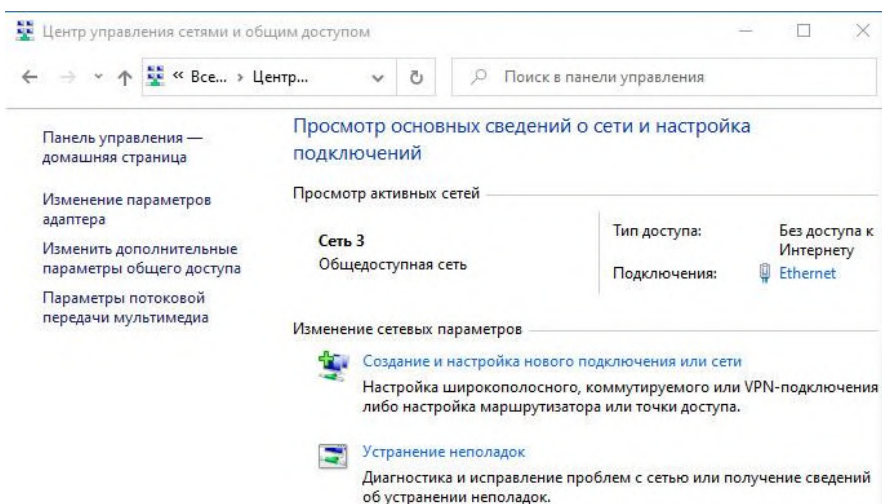 Центр управления сетями и общим доступом
« Все... › Центр...
Поиск в панели управления
Панель управления —
домашняя страница
Изменение параметров
адаптера
Изменить дополнительные
параметры общего доступа
Параметры потоковой
передачи мультимедиа
Просмотр основных сведений о сети и настройка
подключений
Просмотр активных сетей
Сеть 3
Общедоступная сеть
Тип доступа: Без доступа к
Интернету
Подключения: Ethernet
Изменение сетевых параметров
Создание и настройка нового подключения или сети
Настройка широкополосного, коммутируемого или VPN-подключения
либо настройка маршрутизатора или точки доступа.
Устранение неполадок
Диагностика и исправление проблем с сетью или получение сведений
об устранении неполадок.